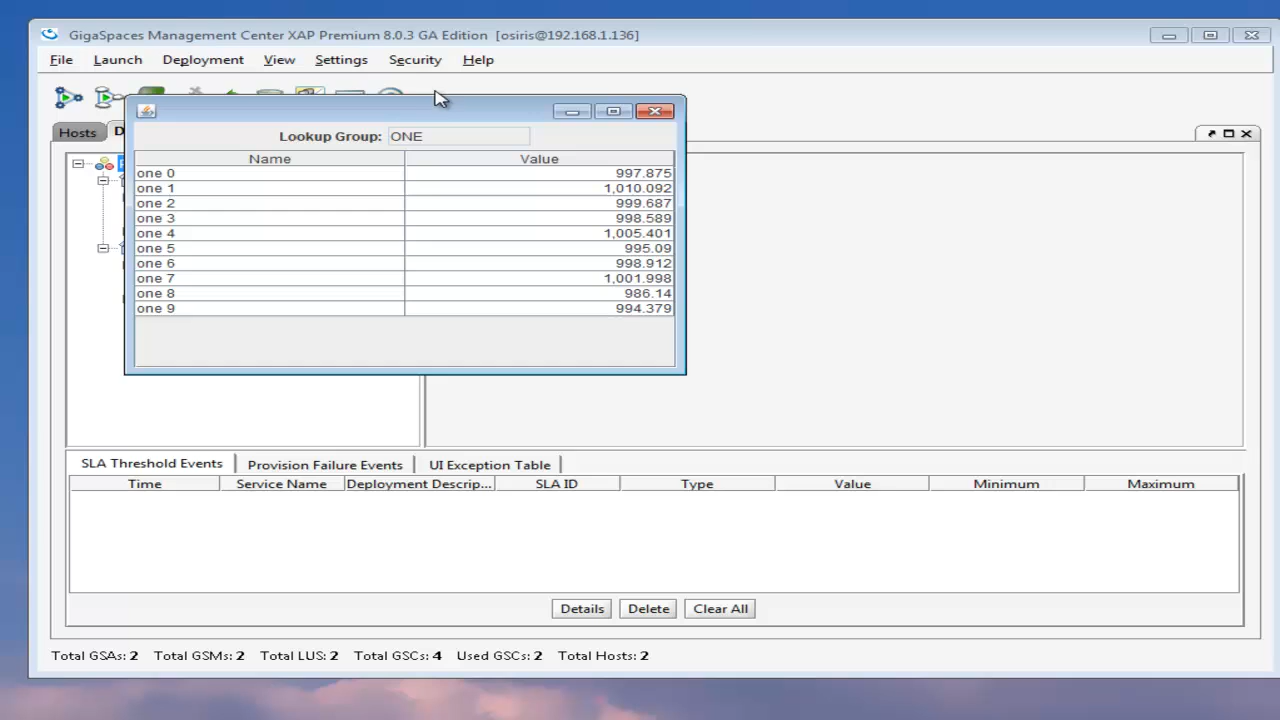 GigaSpaces Management Center XAP Premium 8.0.3 GA Edition [osiris@192.168.1.136]
File Launch Deployment View Settings Security Help
Hosts D
Lookup Group: ONE
Name Value
one 0 997.875
one 1 1,010.092
one 2 999.687
one 3 998.589
one 4 1,005.401
one 5 995.09
one 6 998.912
one 7 1,001.998
one 8 986.14
one 9 994.379
SLA Threshold Events Provision Failure Events UI Exception Table
Time Service Name Deployment Descrip... SLA ID Type Value Minimum Maximum
Details Delete Clear All
Total GSAs: 2 Total GSMs: 2 Total LUS: 2 Total GSCs: 4 Used GSCs: 2 Total Hosts: 2